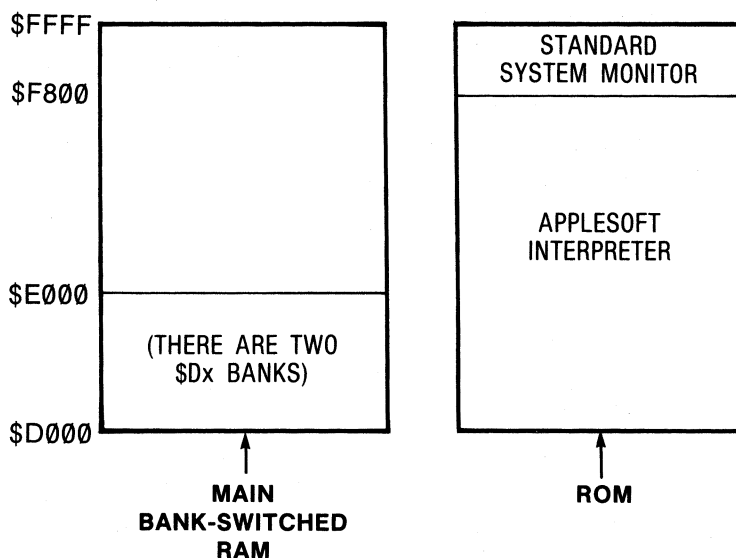 $FFFF
$F800
$E000
$D000
(THERE ARE TWO
$Dx BANKS)
MAIN
BANK-SWITCHED
RAM
STANDARD
SYSTEM MONITOR
APPLESOFT
INTERPRETER
ROM